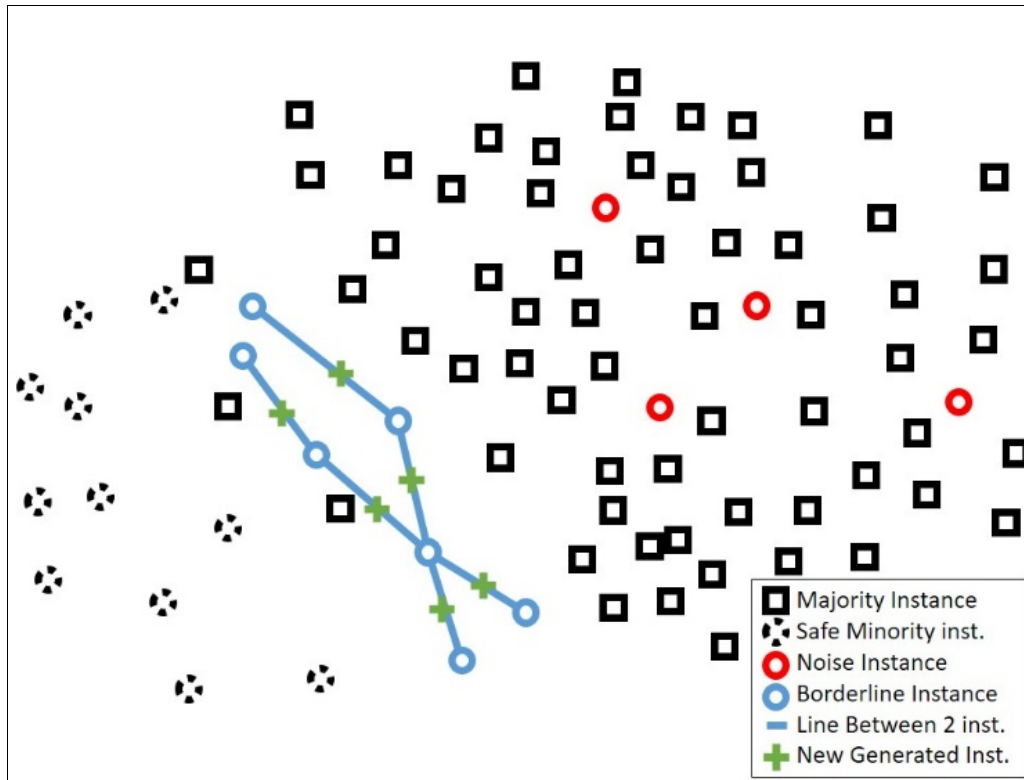 Majority Instance
Safe Minority inst.
Noise Instance
Borderline Instance
Line Between 2 inst.
New Generated Inst.